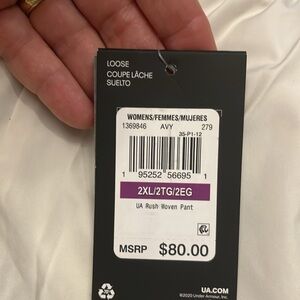 LOOSE
COUPE LÂCHE
SUELTO
WOMENS/FEMMES/MUJERES
1369846 AVY 279
35-P1-12
1 95252 56695 1
2XL/2TG/2EG
UA Rush Woven Pant
MSRP $80.00
UA.COM
©2020 Under Armour, Inc.